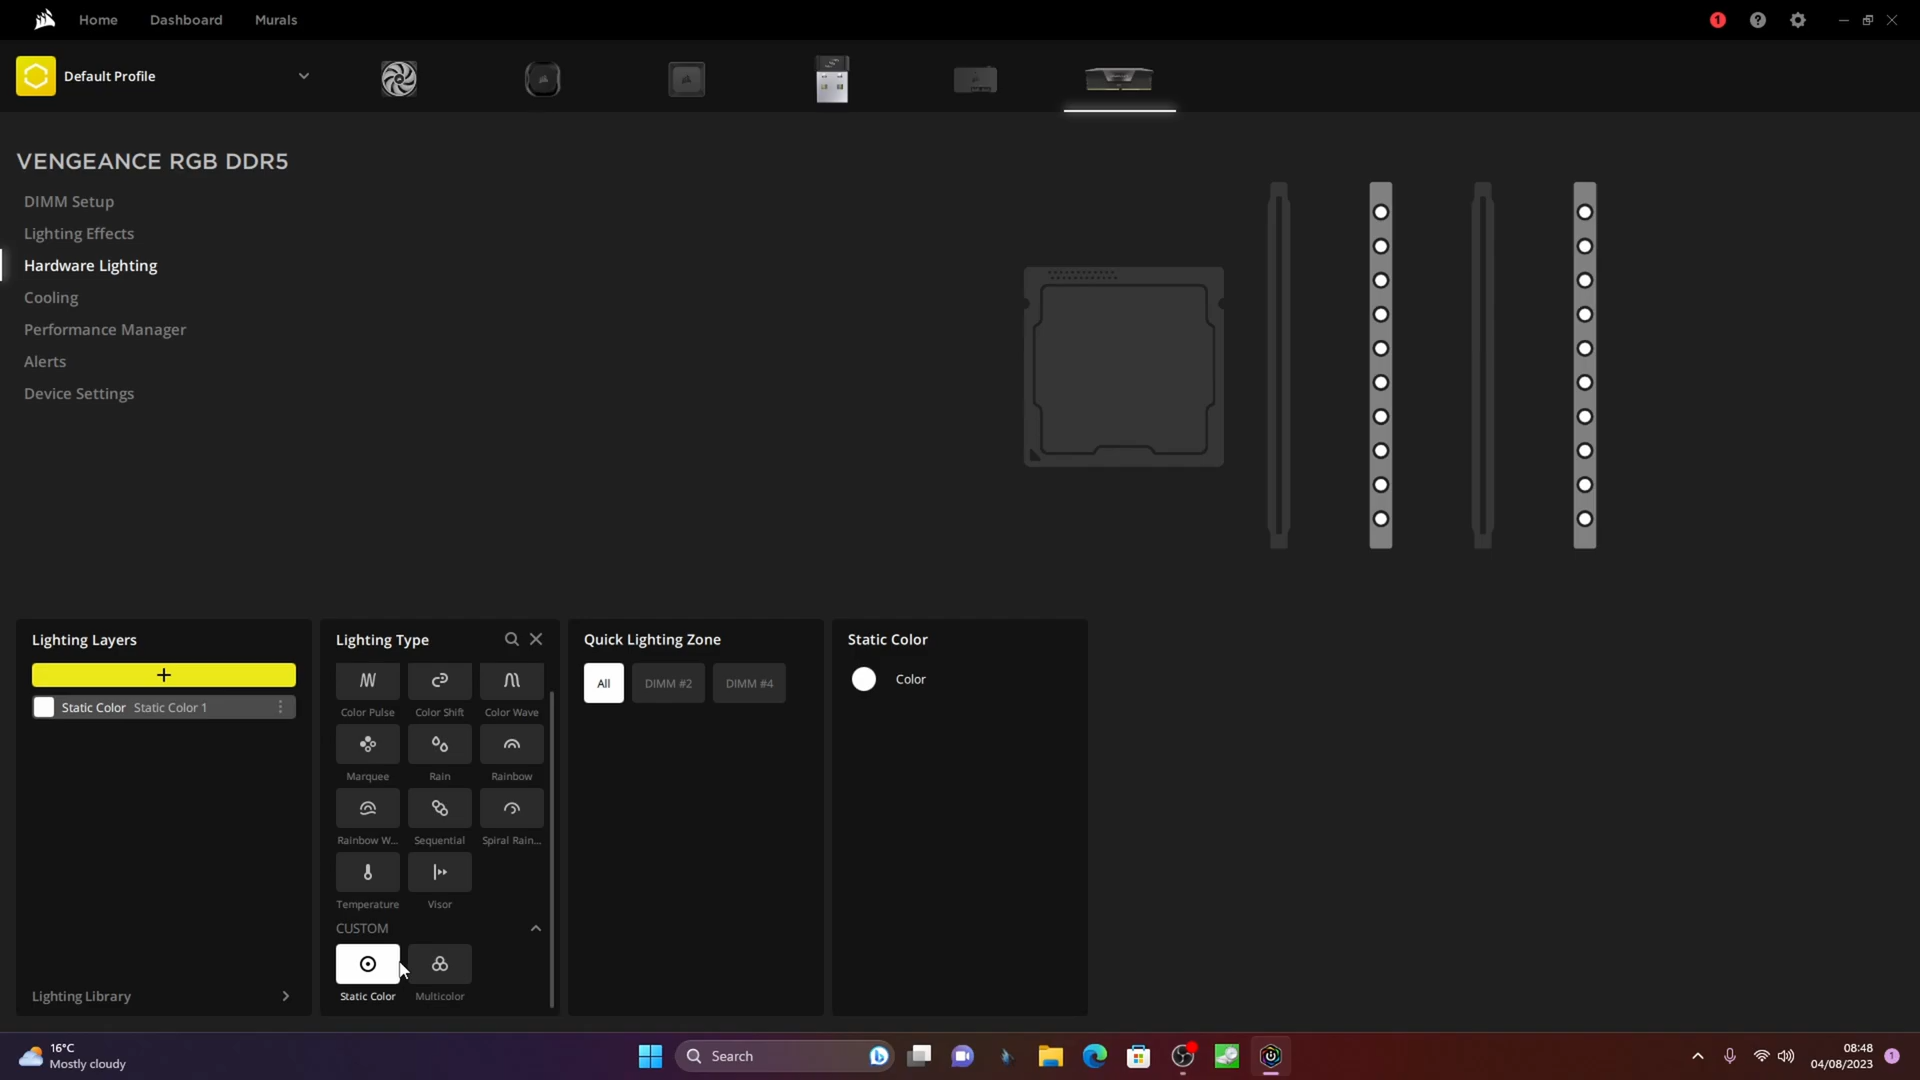 Home Dashboard Murals
1
Default Profile
VENGEANCE RGB DDR5
DIMM Setup
Lighting Effects
Hardware Lighting
Cooling
Performance Manager
Alerts
Device Settings
Lighting Layers
Static Color Static Color 1
Lighting Library
Lighting Type
Color Pulse Color Shift Color Wave
Marquee Rain Rainbow
Rainbow W... Sequential Spiral Rain...
Temperature Visor
CUSTOM
Static Color Multicolor
Quick Lighting Zone
All DIMM #2 DIMM #4
Static Color
Color
16°C
Mostly cloudy
Search
08:48
04/08/2023
1